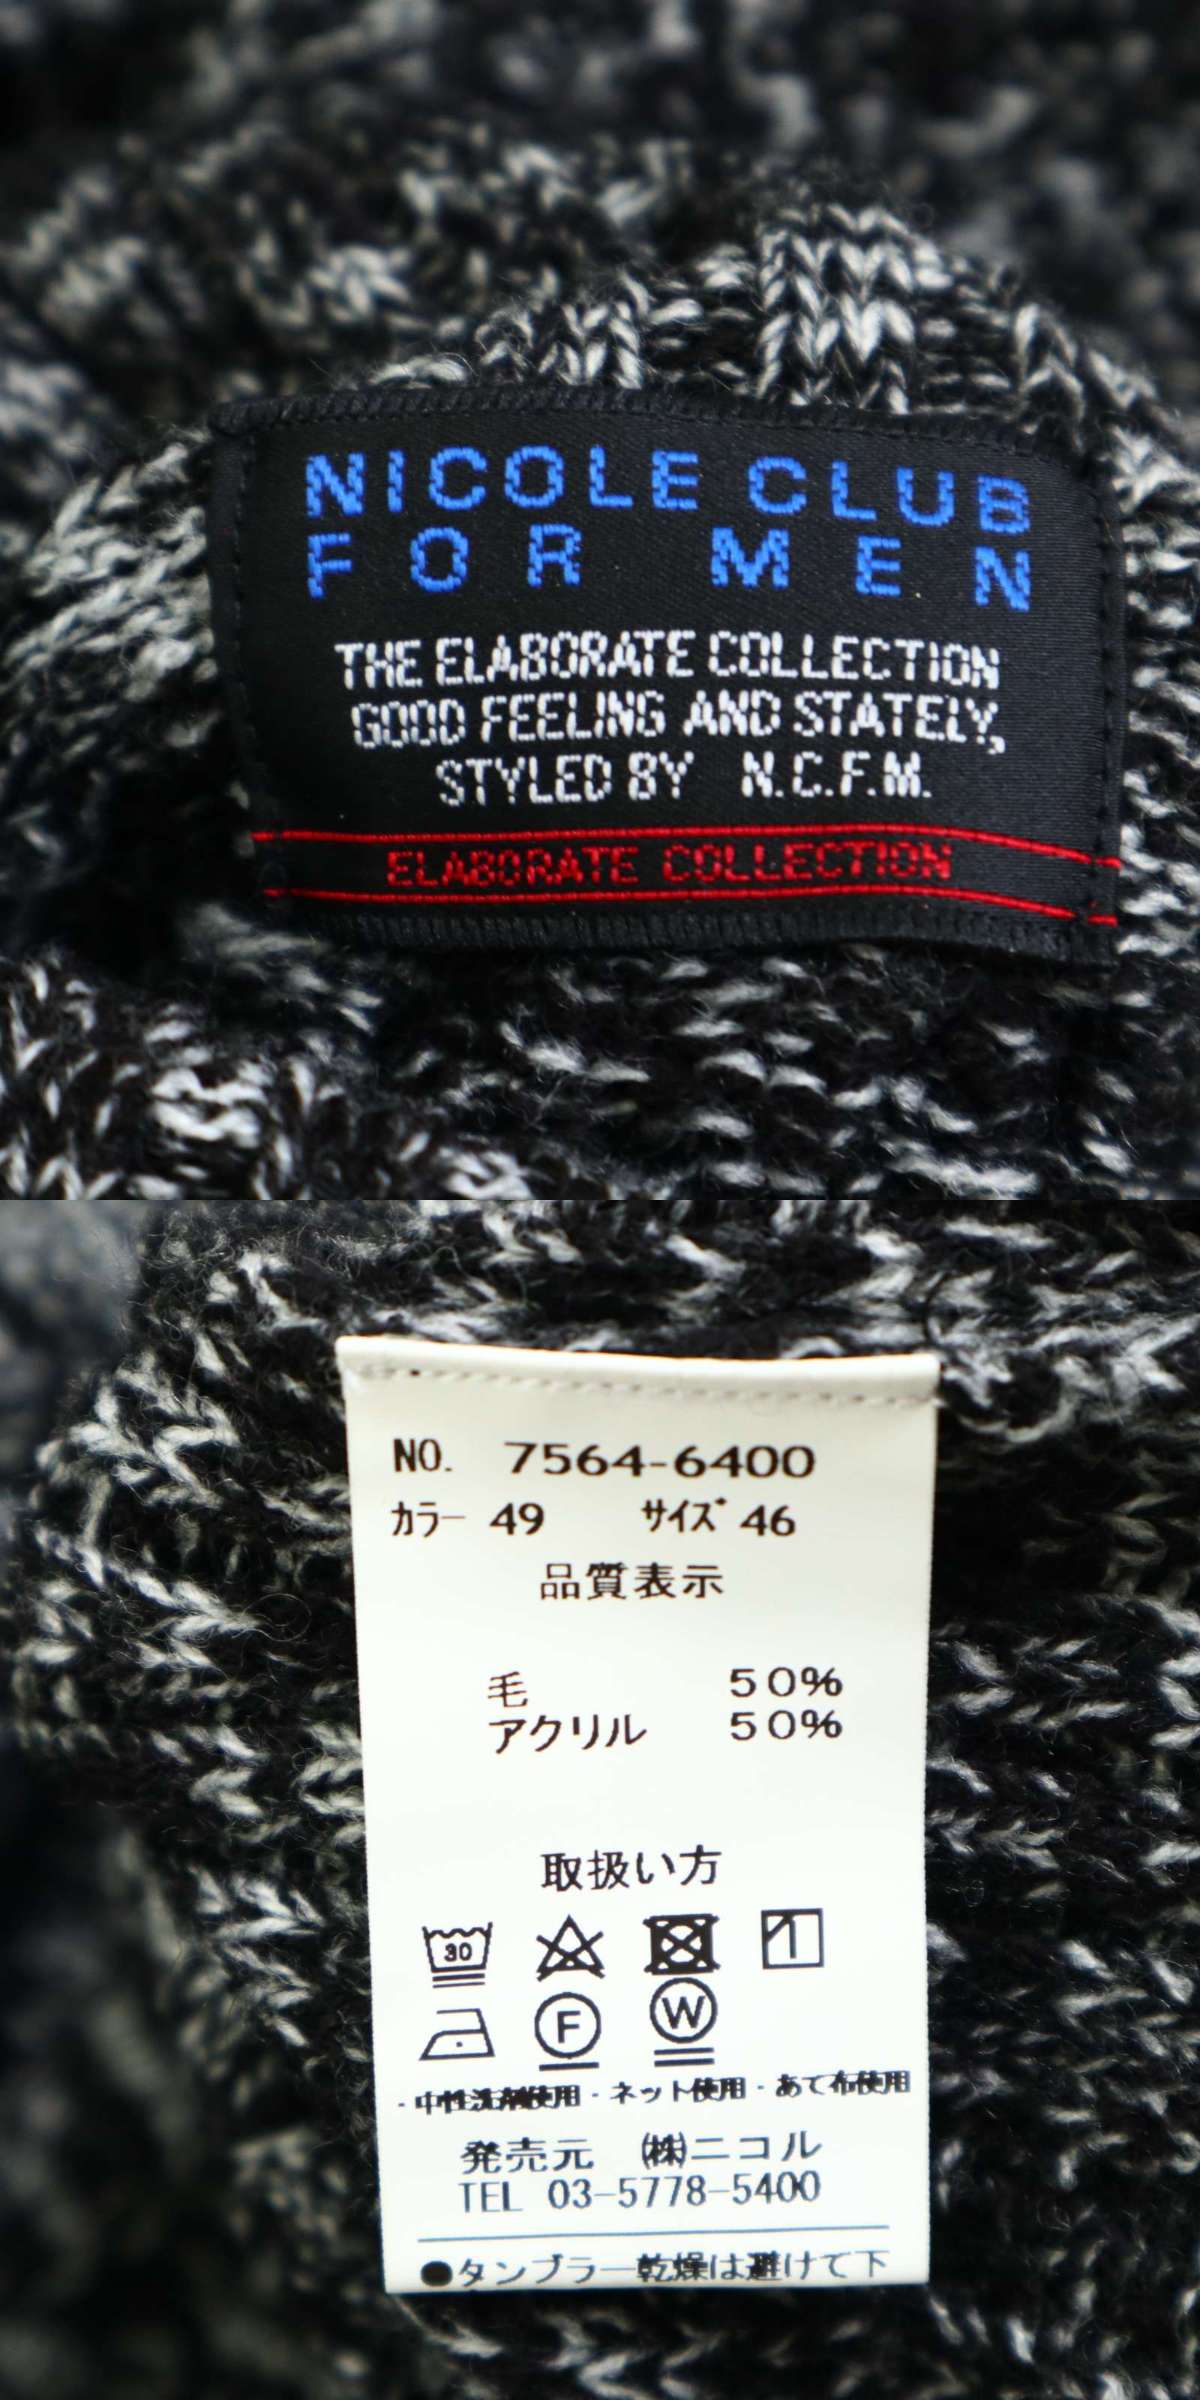 NICOLE CLUB
FOR MEN
THE ELABORATE COLLECTION
GOOD FEELING AND STATELY,
STYLED BY N.C.F.M.
ELABORATE COLLECTION
NO. 7564-6400
カラー 49 サイズ 46
品質表示
毛 50%
アクリル 50%
取扱い方
30
F W
・中性洗剤使用・ネット使用・あて布使用
発売元 ㈱ニコル
TEL 03-5778-5400
●タンブラー乾燥は避けて下